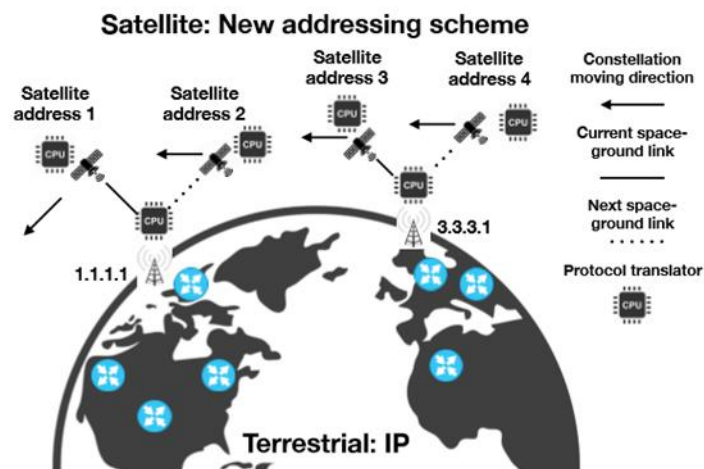 Satellite: New addressing scheme
Satellite
address 1
Satellite
address 2
Satellite
address 3
Satellite
address 4
CPU
CPU
CPU
CPU
CPU
CPU
1.1.1.1
3.3.3.1
Terrestrial: IP
Constellation
moving direction
Current space-
ground link
Next space-
ground link
Protocol translator
CPU